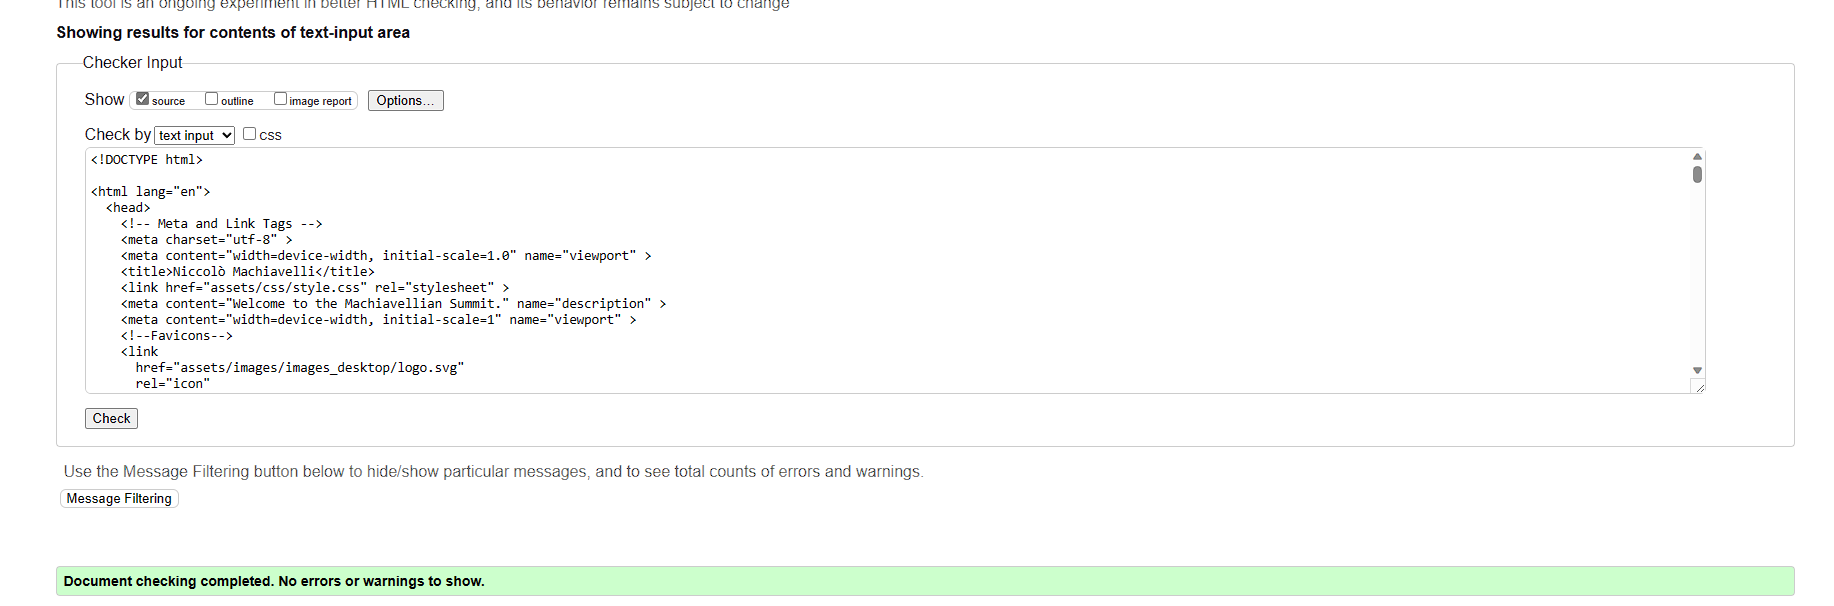 This tool is an ongoing experiment in better HTML checking, and its behavior remains subject to change
Showing results for contents of text-input area
Checker Input
Show source outline image report Options...
Check by text input CSS
<!DOCTYPE html>
<html lang="en">
<head>
<!-- Meta and Link Tags -->
<meta charset="utf-8" >
<meta content="width=device-width, initial-scale=1.0" name="viewport" >
<title>Niccolò Machiavelli</title>
<link href="assets/css/style.css" rel="stylesheet" >
<meta content="Welcome to the Machiavellian Summit." name="description" >
<meta content="width=device-width, initial-scale=1" name="viewport" >
<!--Favicons-->
<link
href="assets/images/images_desktop/logo.svg"
rel="icon"
Check
Use the Message Filtering button below to hide/show particular messages, and to see total counts of errors and warnings.
Message Filtering
Document checking completed. No errors or warnings to show.